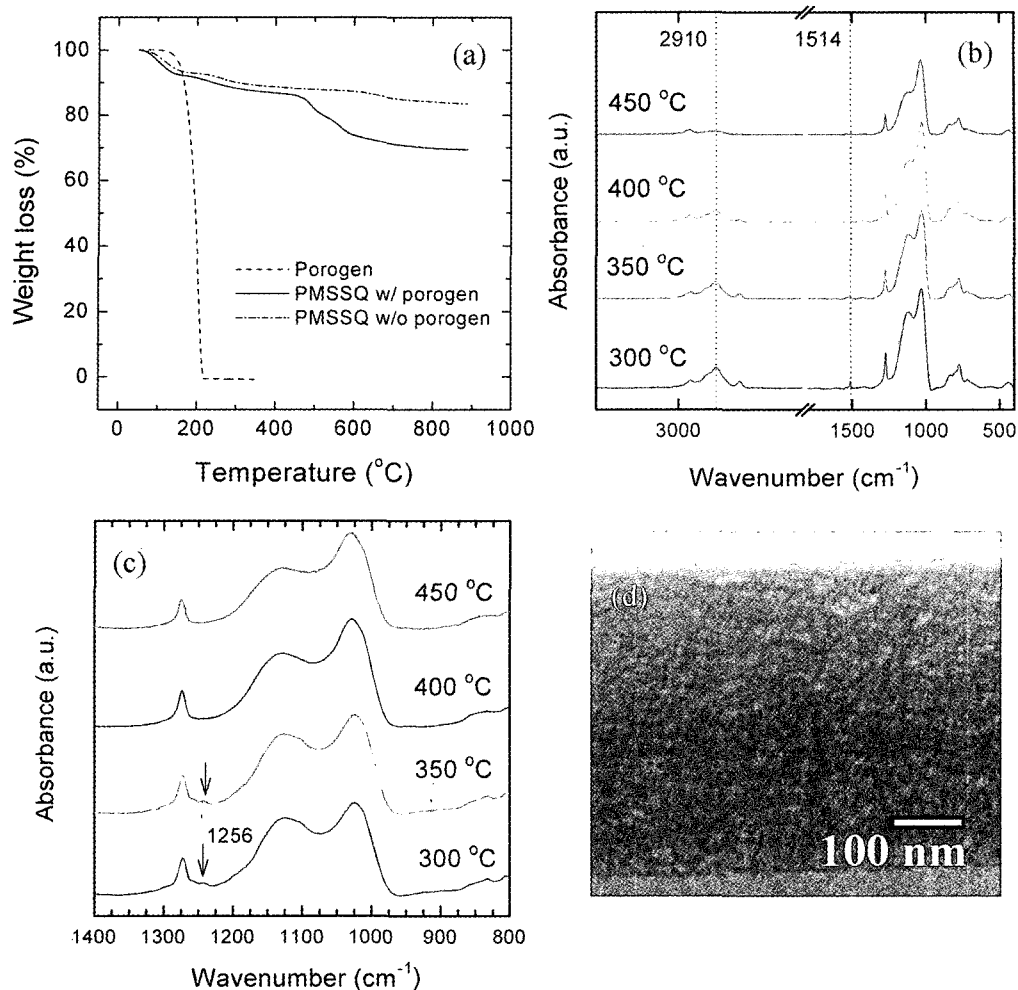 (a)
100
80
60
40
20
0
Weight loss (%)
Porogen
PMSSQ w/ porogen
PMSSQ w/o porogen
0 200 400 600 800 1000
Temperature (°C)
(b)
2910 1514
450 °C
400 °C
350 °C
300 °C
Absorbance (a.u.)
3000 1500 1000 500
Wavenumber (cm⁻¹)
(c)
450 °C
400 °C
350 °C
1256
300 °C
Absorbance (a.u.)
1400 1300 1200 1100 1000 900 800
Wavenumber (cm⁻¹)
(d)
100 nm